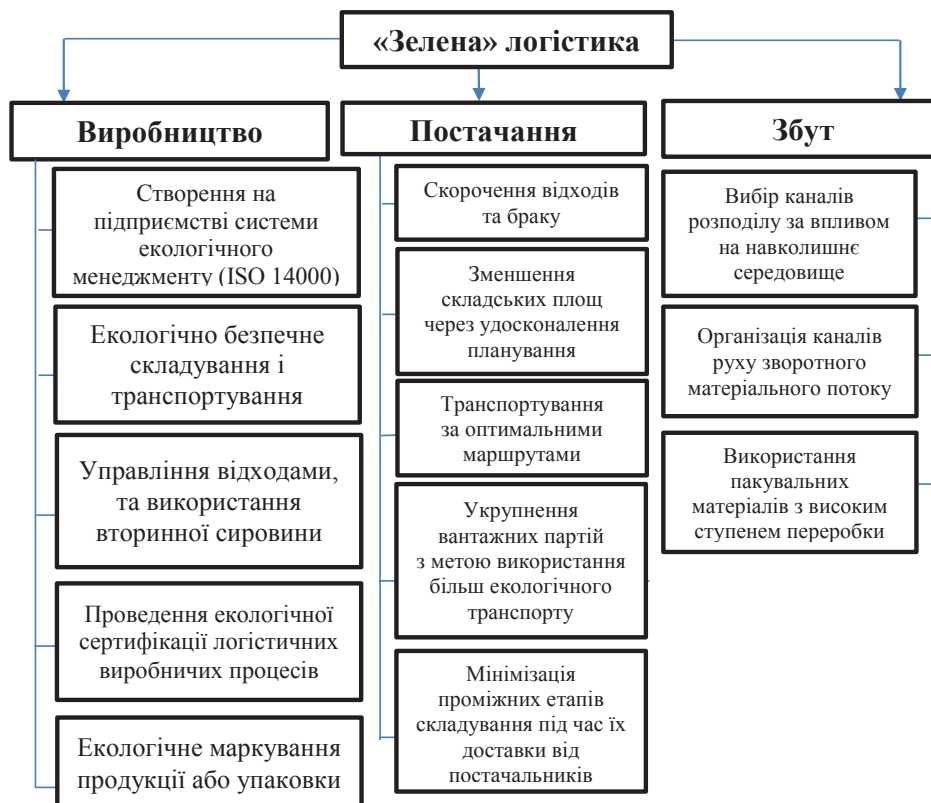 «Зелена» логістика
Виробництво
Створення на
підприємстві системи
екологічного
менеджменту (ISO 14000)
Екологічно безпечне
складування і
транспортування
Управління відходами,
та використання
вторинної сировини
Проведення екологічної
сертифікації логістичних
виробничих процесів
Екологічне маркування
продукції або упаковки
Постачання
Скорочення відходів
та браку
Зменшення
складських площ
через удосконалення
планування
Транспортування
за оптимальними
маршрутами
Укрупнення
вантажних партій
з метою використання
більш екологічного
транспорту
Мінімізація
проміжних етапів
складування під час їх
доставки від
постачальників
Збут
Вибір каналів
розподілу за впливом
на навколишнє
середовище
Організація каналів
руху зворотного
матеріального потоку
Використання
пакувальних
матеріалів з високим
ступенем переробки